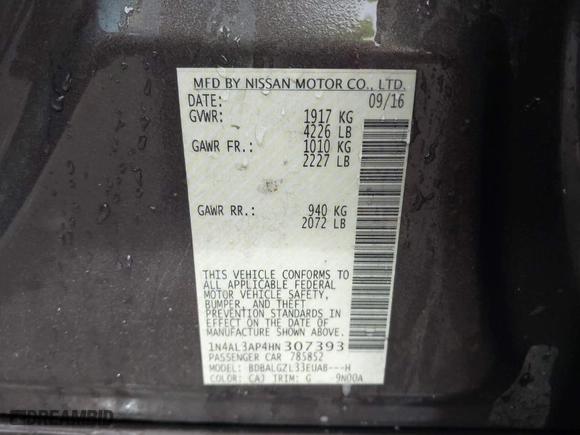 MFD BY NISSAN MOTOR CO., LTD.
DATE: 09/16
GVWR: 1917 KG
4226 LB
GAWR FR.: 1010 KG
2227 LB
GAWR RR.: 940 KG
2072 LB
THIS VEHICLE CONFORMS TO
ALL APPLICABLE FEDERAL
MOTOR VEHICLE SAFETY,
BUMPER, AND THEFT
PREVENTION STANDARDS IN
EFFECT ON THE DATE OF
MANUFACTURE SHOWN ABOVE.
1N4AL3AP4HN307393
PASSENGER CAR 785852
MODEL: BDBALGZL33EUAB---H
COLOR: CAJ TRIM: G 9N00A
DREAMBID